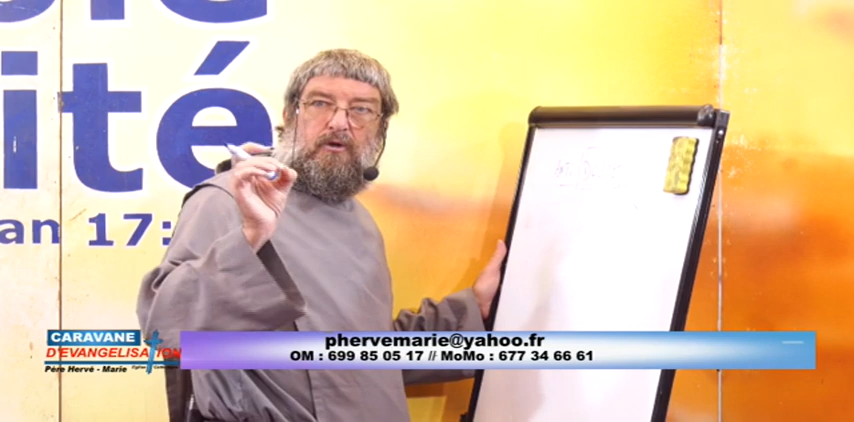 ité
an 17:
CARAVANE
D'EVANGELISATION
Père Hervé - Marie
phervemarie@yahoo.fr
OM : 699 85 05 17 // MoMo : 677 34 66 61